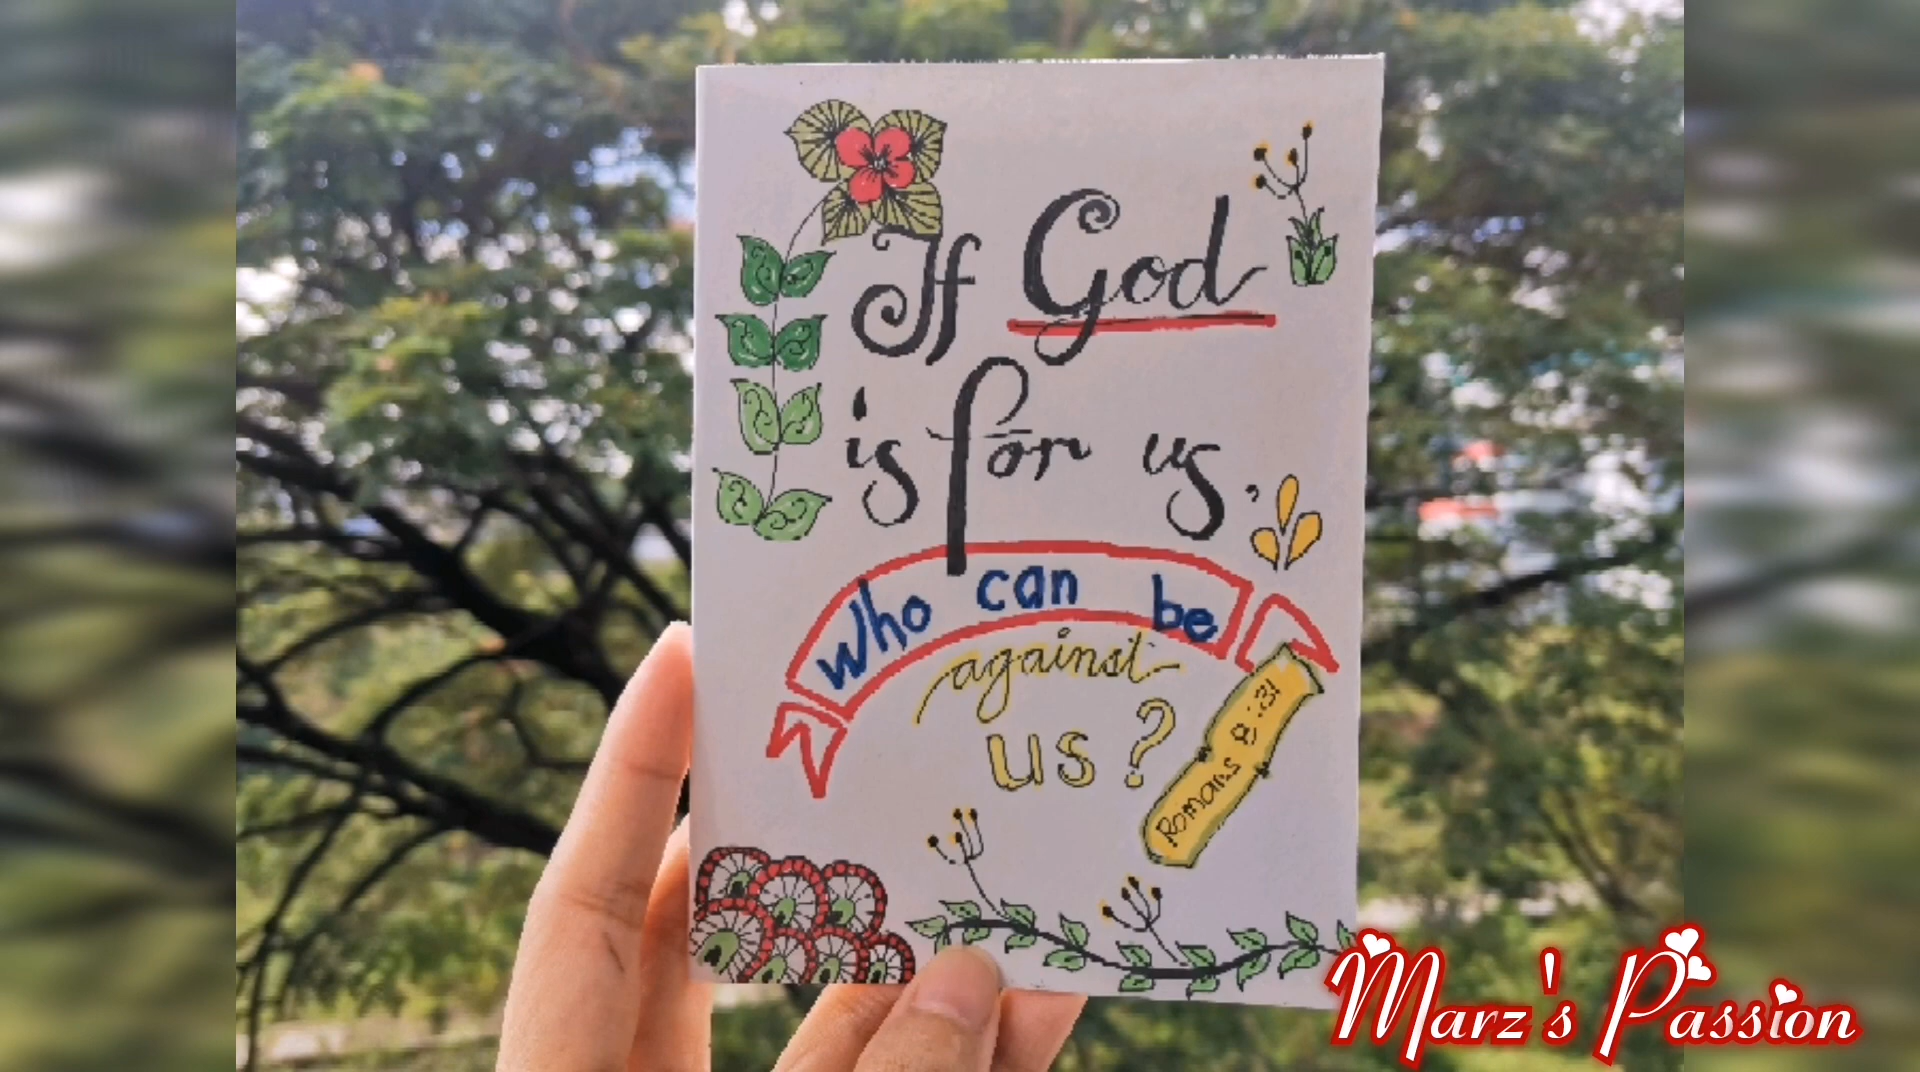 If God
is for us,
who can be
against
us?
Romans 8:31
Marz's Passion